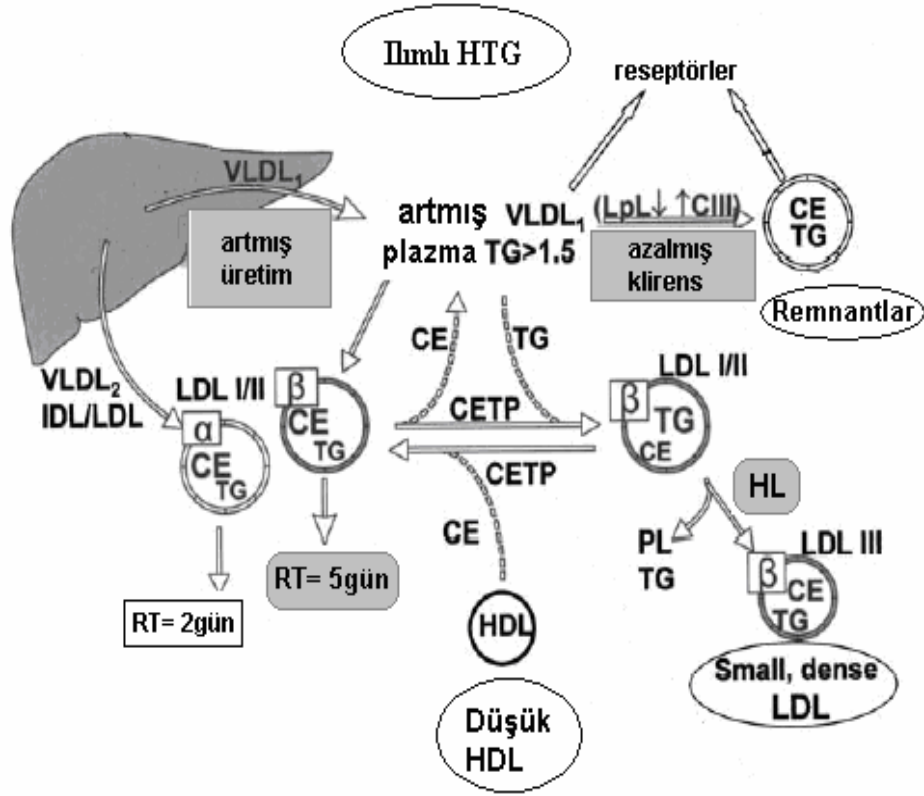 Ilımlı HTG
reseptörler
VLDL₁
artmış
üretim
artmış VLDL₁
plazma TG>1.5
(LpL↓ ↑CIII)
azalmış
klirens
CE
TG
Remnantlar
VLDL₂
IDL/LDL
LDL I/II
α
CE
TG
β
CE
TG
CE
TG
CETP
CETP
CE
LDL I/II
β
TG
CE
HL
PL
TG
LDL III
β
CE
TG
Small, dense
LDL
RT= 2gün
RT= 5gün
HDL
Düşük
HDL